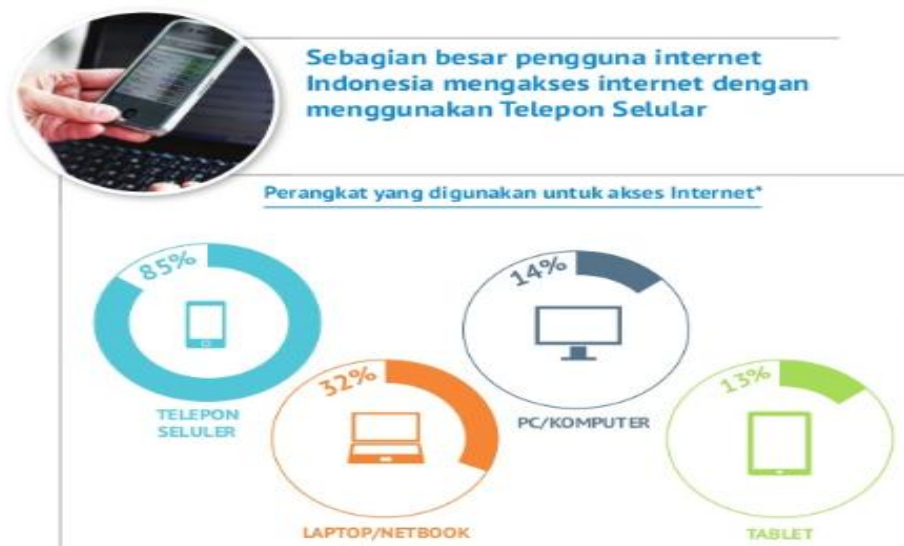 Sebagian besar pengguna internet
Indonesia mengakses internet dengan
menggunakan Telepon Selular
Perangkat yang digunakan untuk akses Internet*
85%
TELEPON
SELULER
32%
LAPTOP/NETBOOK
14%
PC/KOMPUTER
13%
TABLET